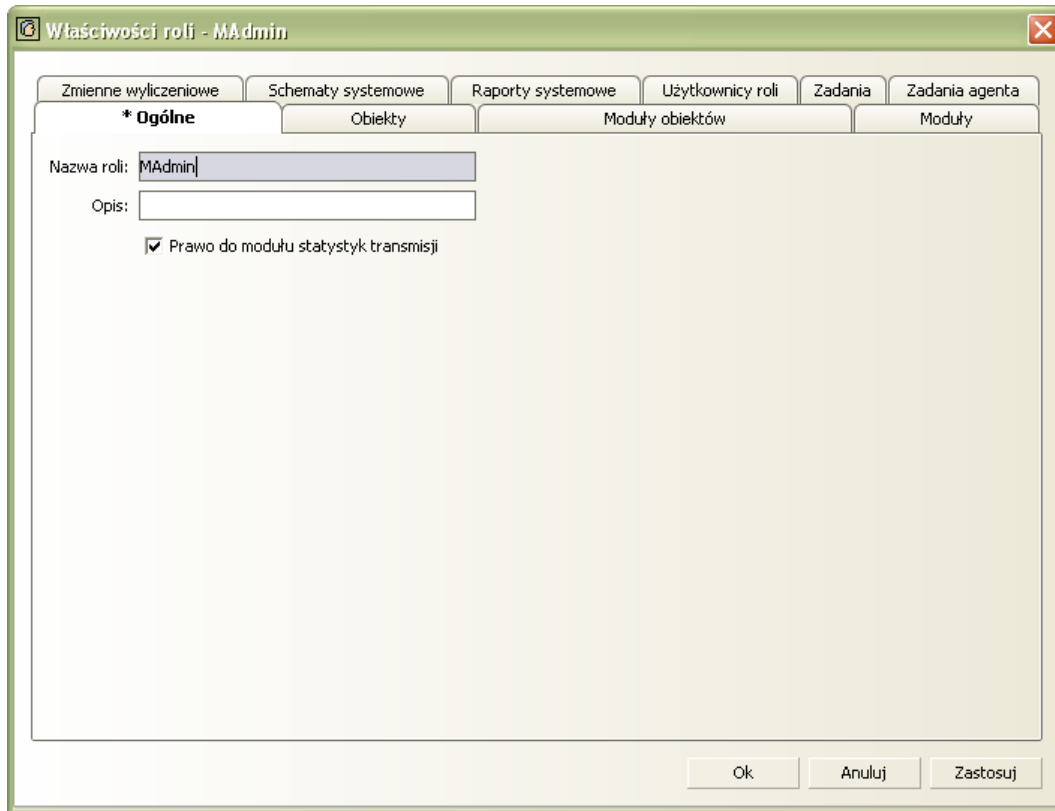 Właściwości roli - MAdmin
Zmienne wyliczeniowe Schematy systemowe Raporty systemowe Użytkownicy roli Zadania Zadania agenta
* Ogólne Obiekty Moduły obiektów Moduły
Nazwa roli: MAdmin
Opis:
Prawo do modułu statystyk transmisji
Ok Anuluj Zastosuj